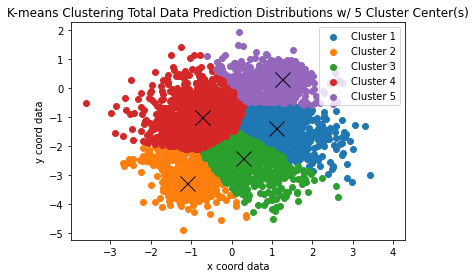 K-means Clustering Total Data Prediction Distributions w/ 5 Cluster Center(s)
2
1
0
−1
−2
−3
−4
−5
y coord data
Cluster 1
Cluster 2
Cluster 3
Cluster 4
Cluster 5
−3 −2 −1 0 1 2 3 4
x coord data